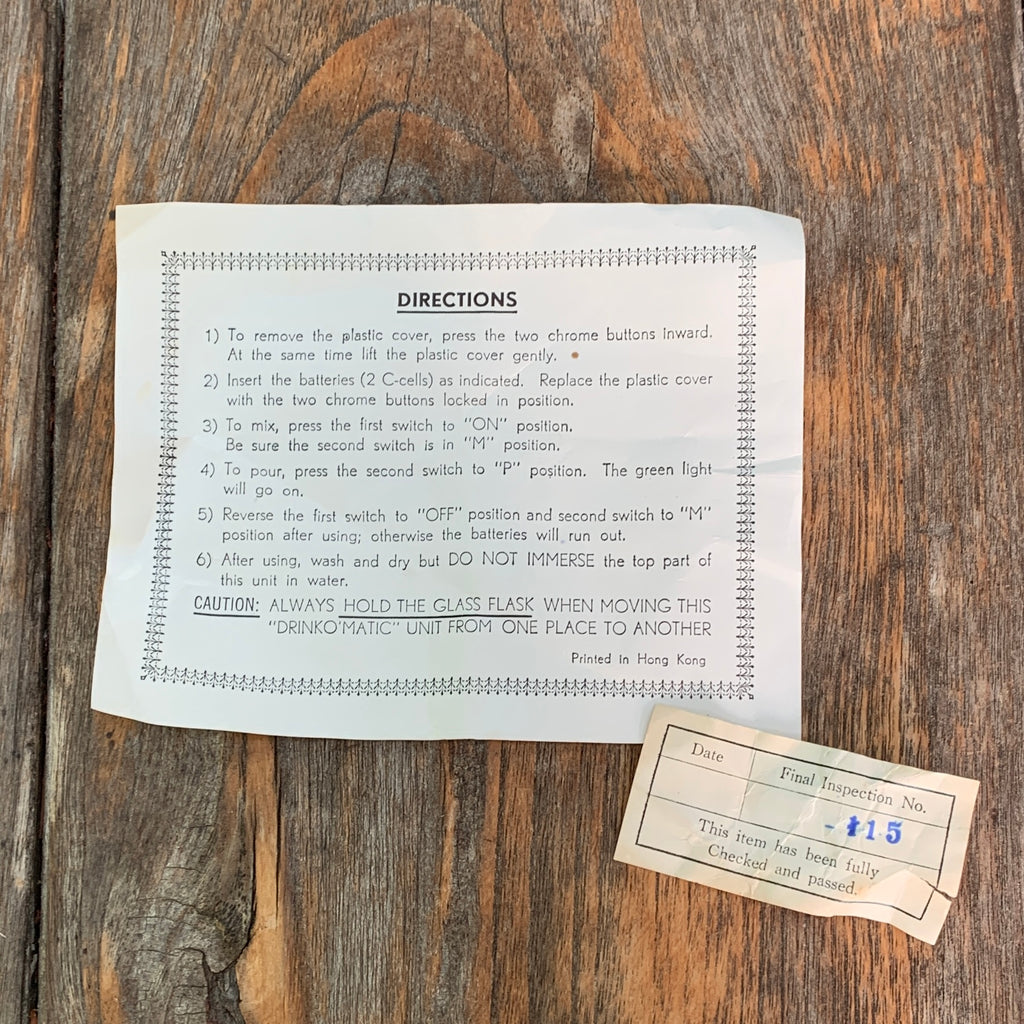 DIRECTIONS
1) To remove the plastic cover, press the two chrome buttons inward.
At the same time lift the plastic cover gently.
2) Insert the batteries (2 C-cells) as indicated. Replace the plastic cover
with the two chrome buttons locked in position.
3) To mix, press the first switch to "ON" position.
Be sure the second switch is in "M" position.
4) To pour, press the second switch to "P" position. The green light
will go on.
5) Reverse the first switch to "OFF" position and second switch to "M"
position after using; otherwise the batteries will run out.
6) After using, wash and dry but DO NOT IMMERSE the top part of
this unit in water.
CAUTION: ALWAYS HOLD THE GLASS FLASK WHEN MOVING THIS
"DRINKO'MATIC" UNIT FROM ONE PLACE TO ANOTHER
Printed in Hong Kong
Date
Final Inspection No.
This item has been fully
Checked and passed.